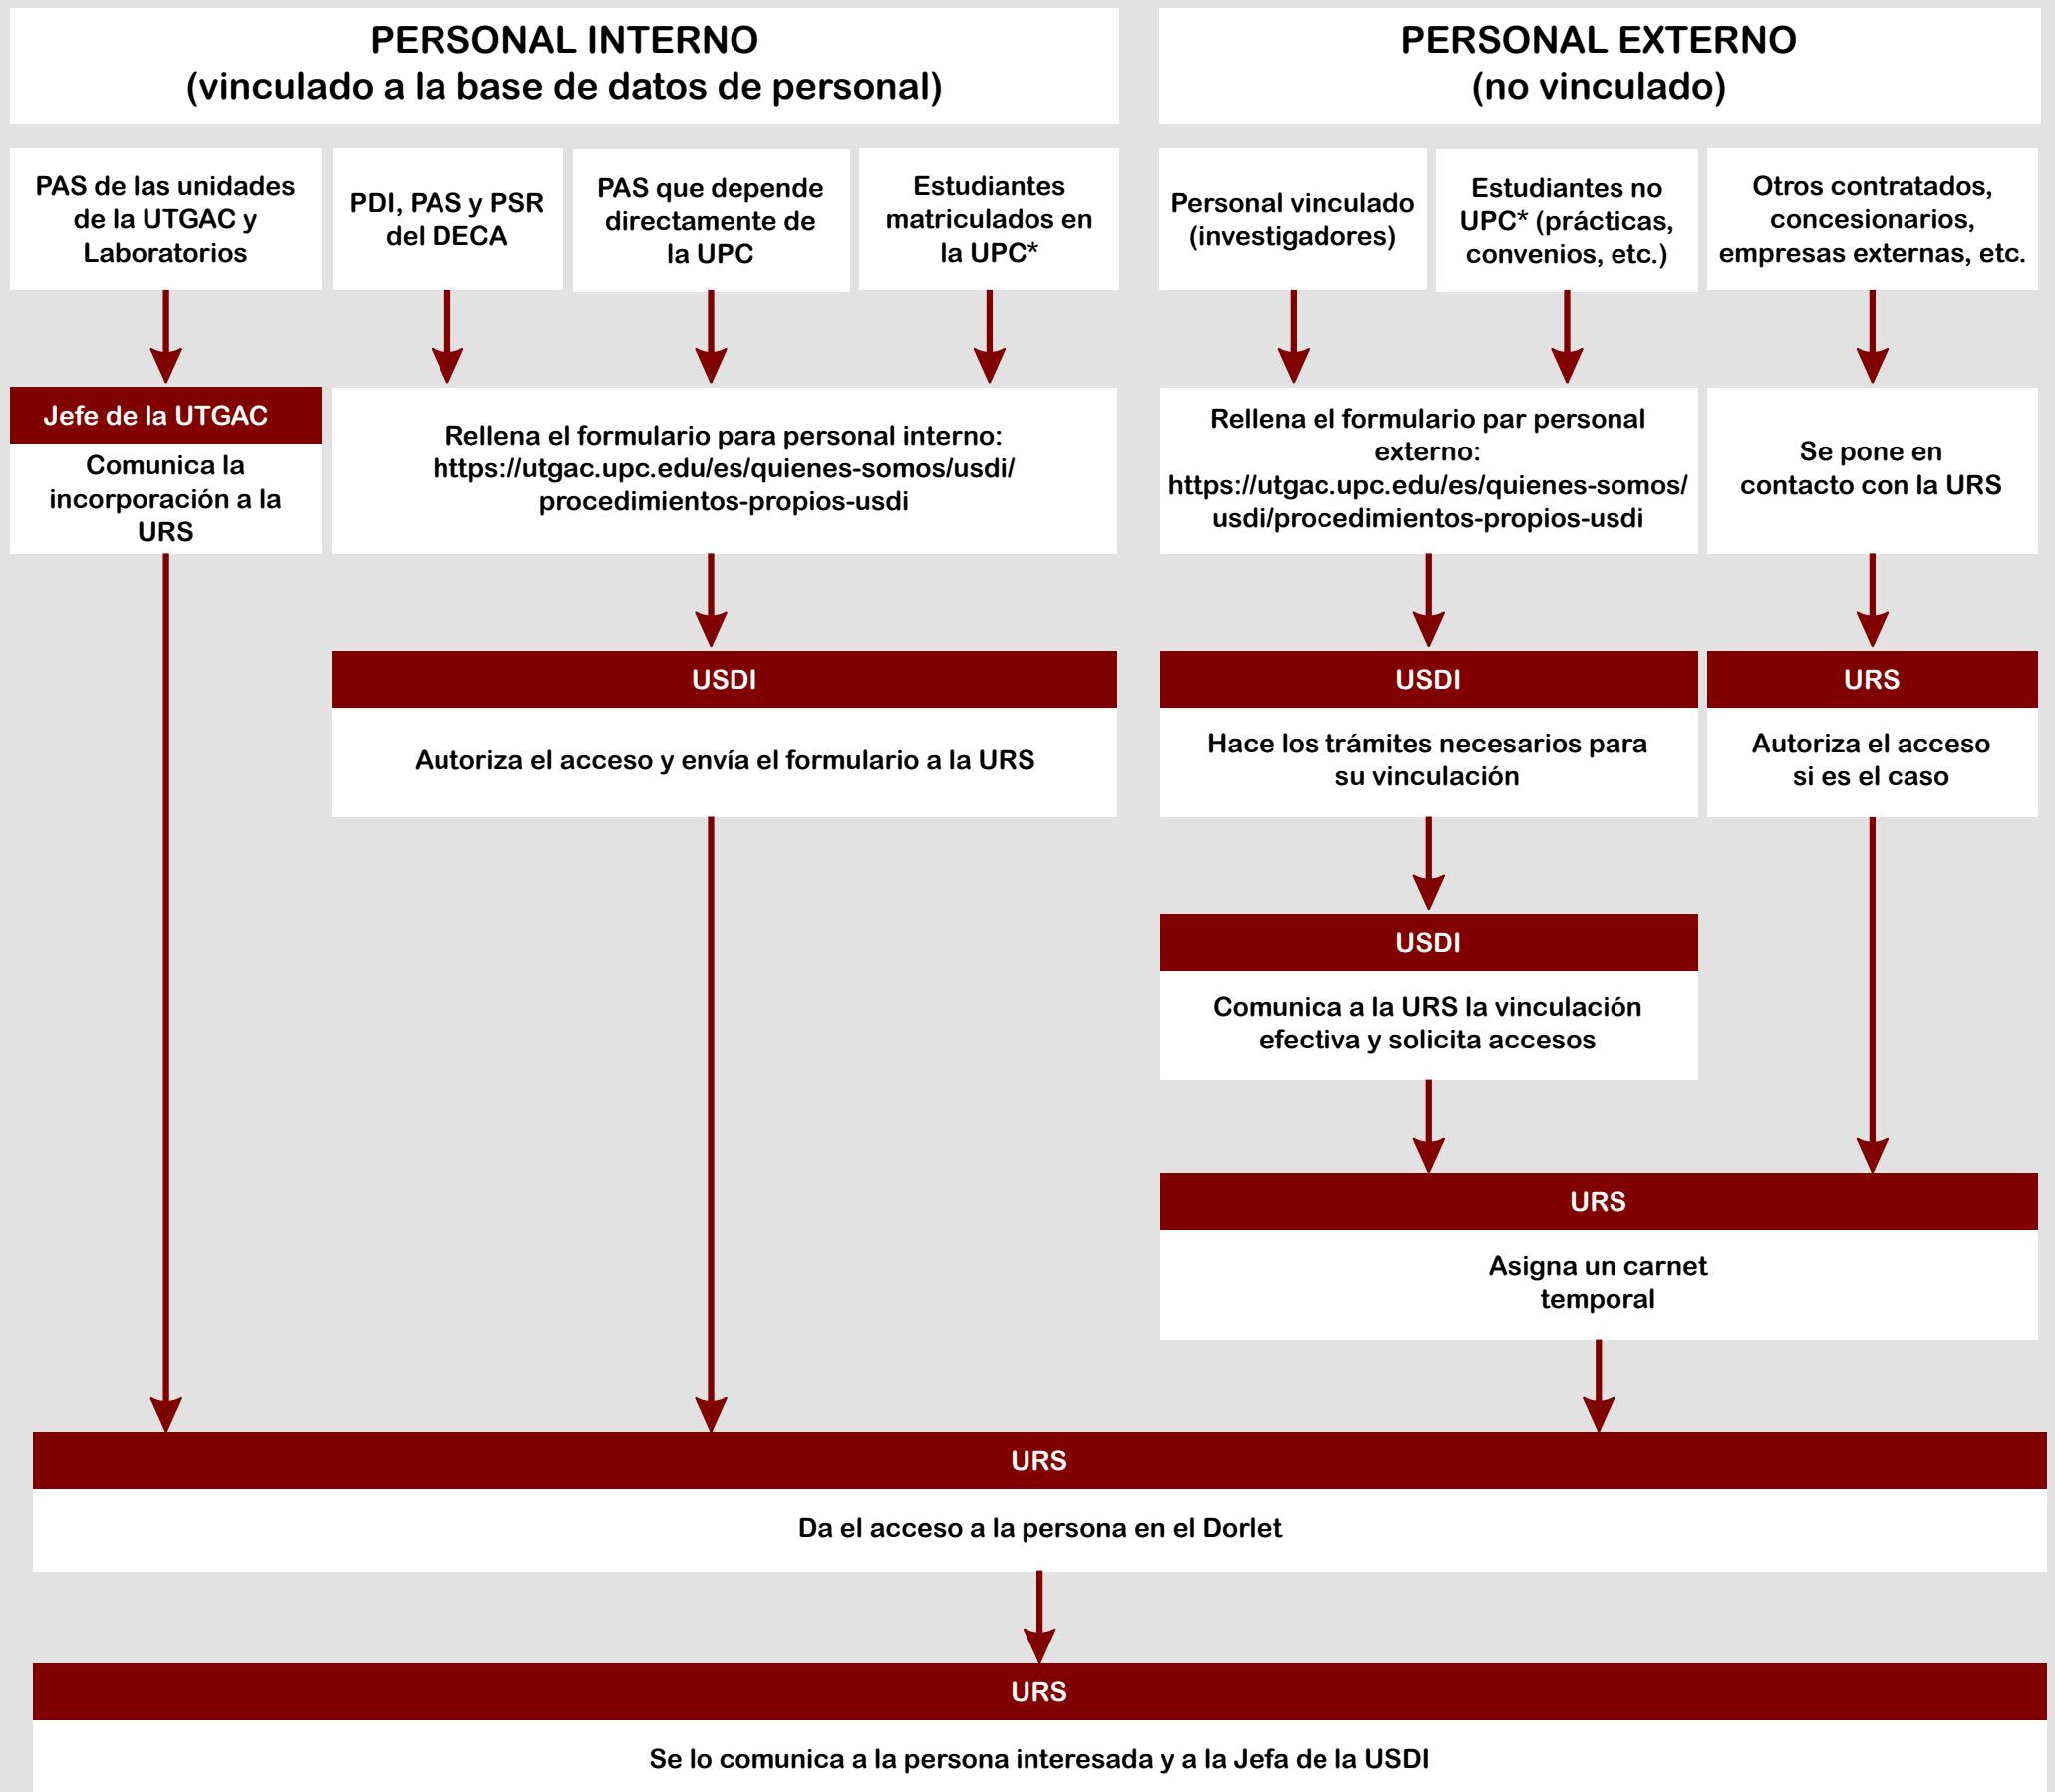 PERSONAL INTERNO
(vinculado a la base de datos de personal)
PERSONAL EXTERNO
(no vinculado)
PAS de las unidades
de la UTGAC y
Laboratorios
PDI, PAS y PSR
del DECA
PAS que depende
directamente de
la UPC
Estudiantes
matriculados en
la UPC*
Personal vinculado
(investigadores)
Estudiantes no
UPC* (prácticas,
convenios, etc.)
Otros contratados,
concesionarios,
empresas externas, etc.
Jefe de la UTGAC
Comunica la
incorporación a la
URS
Rellena el formulario para personal interno:
https://utgac.upc.edu/es/quienes-somos/usdi/
procedimientos-propios-usdi
Rellena el formulario par personal
externo:
https://utgac.upc.edu/es/quienes-somos/
usdi/procedimientos-propios-usdi
Se pone en
contacto con la URS
USDI
Autoriza el acceso y envía el formulario a la URS
USDI
Hace los trámites necesarios para
su vinculación
URS
Autoriza el acceso
si es el caso
USDI
Comunica a la URS la vinculación
efectiva y solicita accesos
URS
Asigna un carnet
temporal
URS
Da el acceso a la persona en el Dorlet
URS
Se lo comunica a la persona interesada y a la Jefa de la USDI